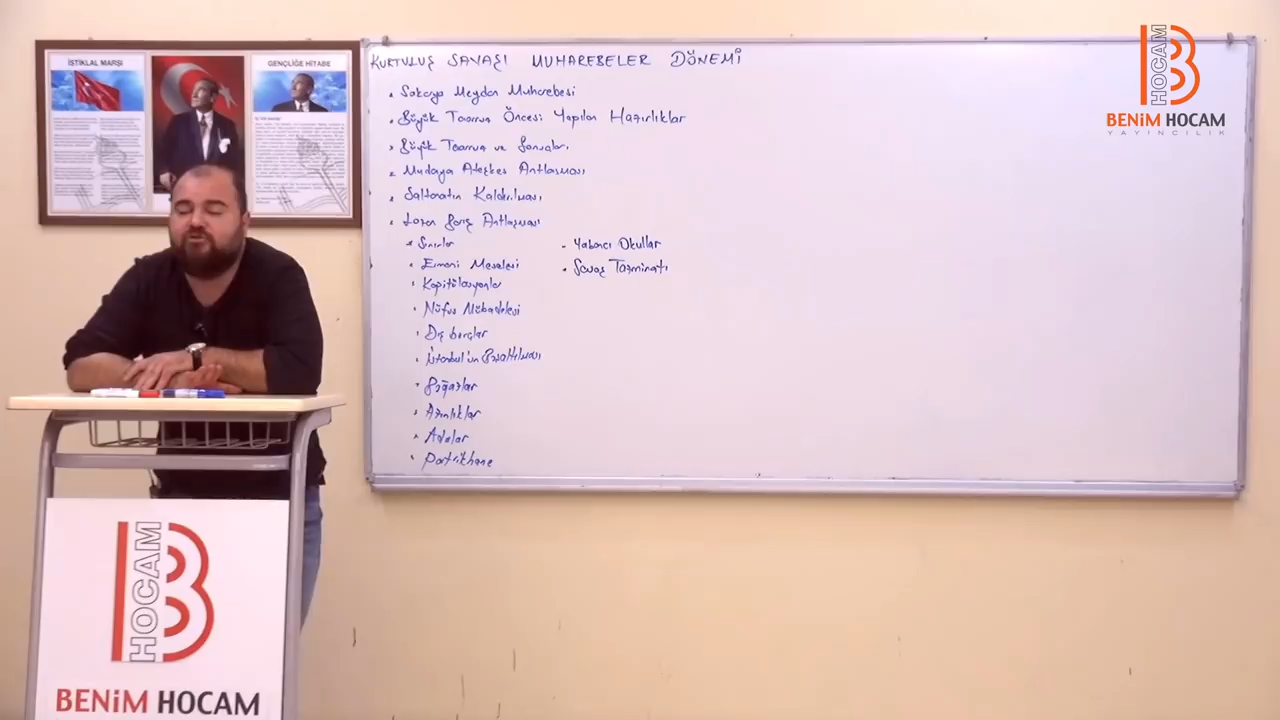 İSTİKLAL MARŞI
GENÇLİĞE HİTABE
KURTULUŞ SAVAŞI MUHAREBELER DÖNEMİ
Sakarya Meydan Muharebesi
Büyük Taarruz Öncesi Yapılan Hazırlıklar
Büyük Taarruz ve Sonuçları
Mudanya Ateşkes Antlaşması
Saltanatın Kaldırılması
Lozan Barış Antlaşması
Sınırlar
Ermeni Meselesi
Kapitülasyonlar
Nüfus Mübadelesi
Dış borçlar
İstanbul'un Boşaltılması
Boğazlar
Azınlıklar
Adalar
Patrikhane
- Yabancı Okullar
Savaş Tazminatı
B HOCAM
BENİM HOCAM
YAYINCILIK
B HOCAM
BENİM HOCAM